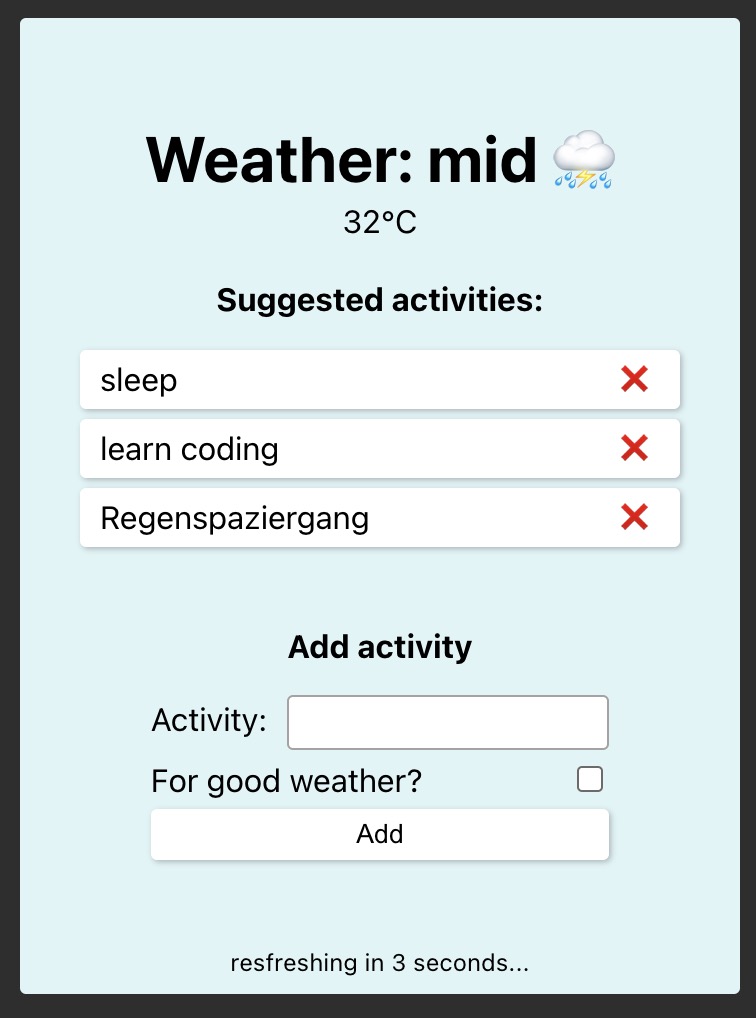 Weather: mid ⛈️
32°C
Suggested activities:
sleep ❌
learn coding ❌
Regenspaziergang ❌
Add activity
Activity:
For good weather?
Add
resfreshing in 3 seconds...